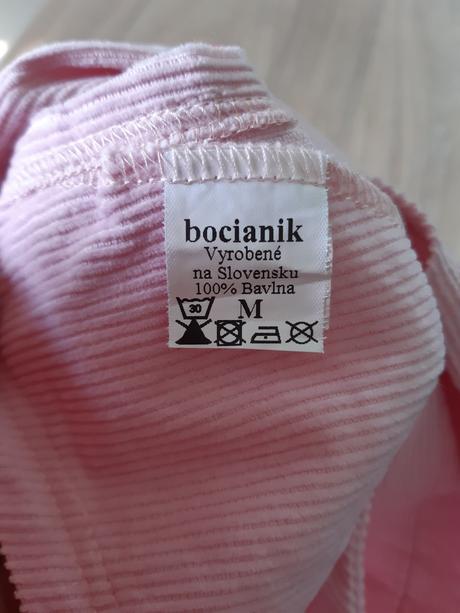 bocianik
Vyrobené
na Slovensku
100% Bavlna
30 M